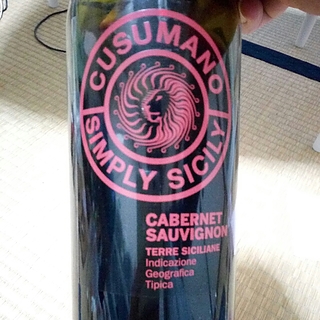 CUSUMANO
SIMPLY SICILY
CABERNET
SAUVIGNON
TERRE SICILIANE
Indicazione
Geografica
Tipica